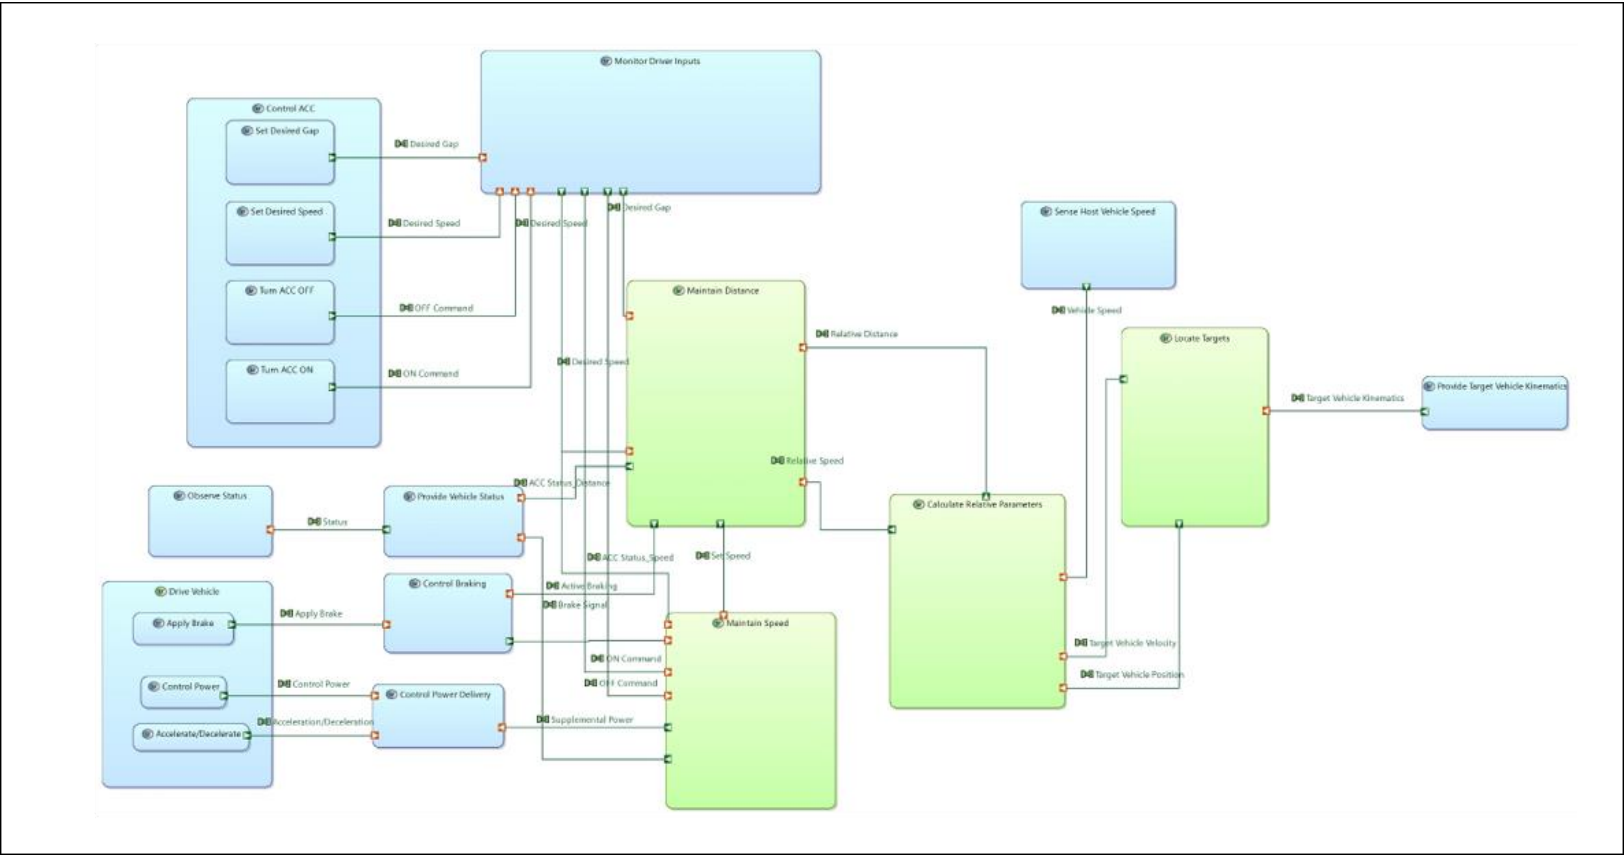 Monitor Driver Inputs
Control ACC
Set Desired Gap
Desired Gap
Set Desired Speed
Desired Speed
Desired Speed
Desired Gap
Sense Host Vehicle Speed
Turn ACC OFF
OFF Command
Maintain Distance
Vehicle Speed
Relative Distance
Locate Targets
Turn ACC ON
ON Command
Desired Speed
Provide Target Vehicle Kinematics
Target Vehicle Kinematics
Relative Speed
ACC Status_Distance
Observe Status
Provide Vehicle Status
Status
Calculate Relative Parameters
ACC Status_Speed
Set Speed
Control Braking
Active Braking
Drive Vehicle
Brake Signal
Apply Brake
Apply Brake
Maintain Speed
Target Vehicle Velocity
ON Command
Target Vehicle Position
Control Power
Control Power
OFF Command
Control Power Delivery
Acceleration/Deceleration
Supplemental Power
Accelerate/Decelerate